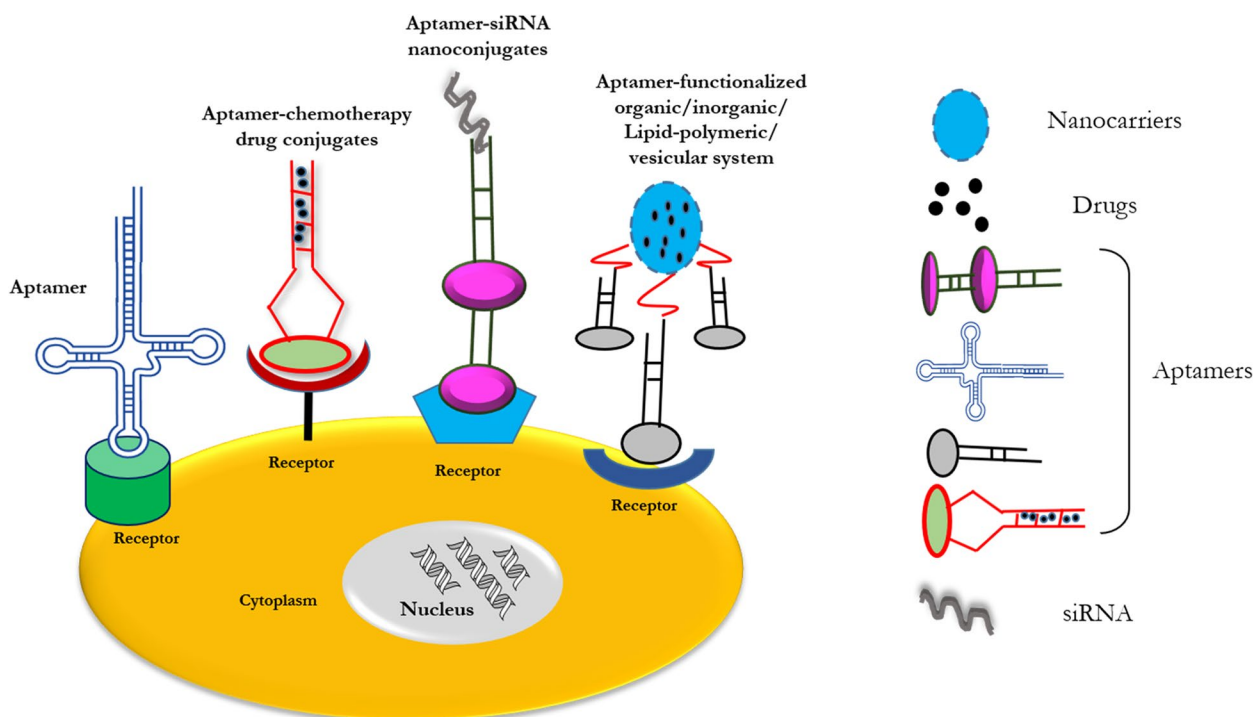 Aptamer-siRNA
nanoconjugates
Aptamer-functionalized
organic/inorganic/
Lipid-polymeric/
vesicular system
Aptamer-chemotherapy
drug conjugates
Aptamer
Receptor
Receptor
Receptor
Receptor
Cytoplasm
Nucleus
Nanocarriers
Drugs
Aptamers
siRNA